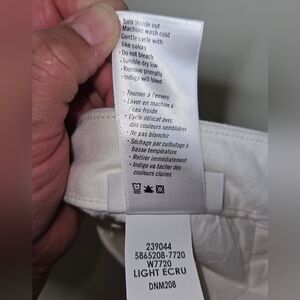 Turn inside out
Machine wash cold
Gentle cycle with
like colors
• Do not bleach
• Tumble dry low
• Remove promptly
• Indigo will bleed
• Tourner à l'envers
• Laver en machine à
l'eau froide
• Cycle délicat avec
des couleurs semblables
• Ne pas blanchir
• Séchage par culbutage à
basse température
• Retirer immédiatement
• Indigo va tacher des
couleurs claires
239044
5865208-7720
W7720
LIGHT ECRU
DNM208